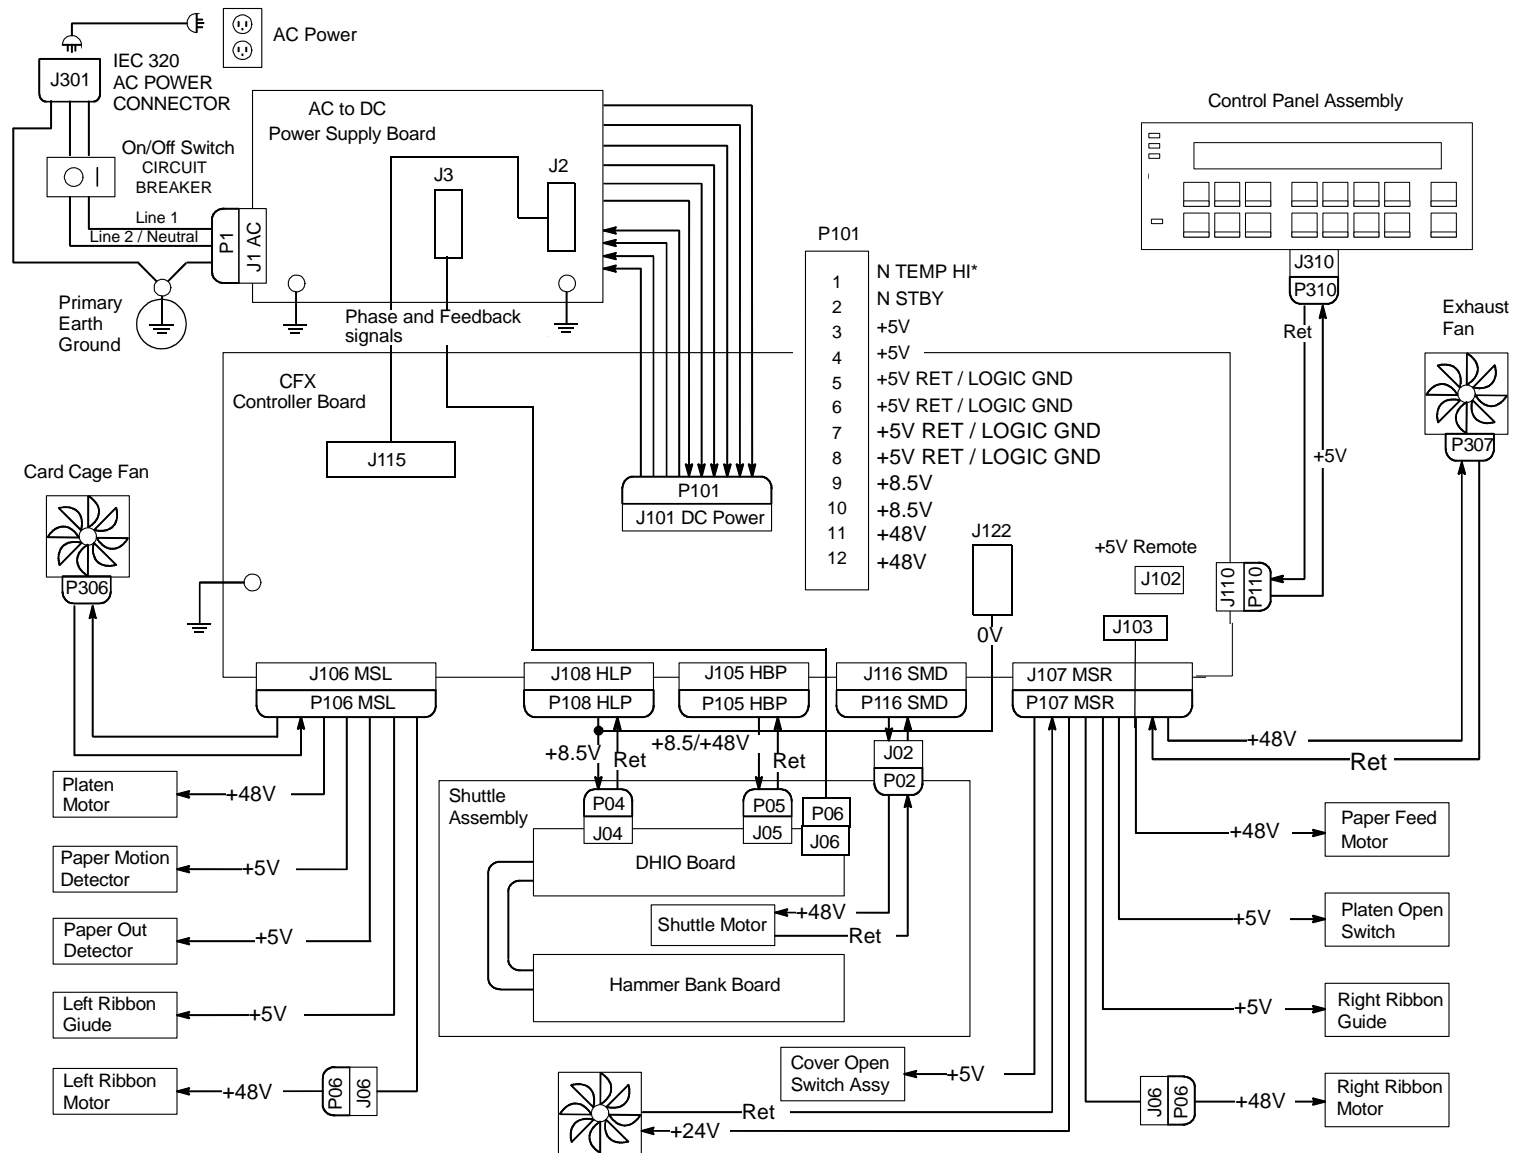 AC Power
IEC 320
AC POWER
CONNECTOR
J301
On/Off Switch
CIRCUIT
BREAKER
Line 1
Line 2 / Neutral
P1
J1 AC
Primary
Earth
Ground
AC to DC
Power Supply Board
J3
J2
Phase and Feedback
signals
Control Panel Assembly
J310
P310
Ret
+5V
Exhaust
Fan
P307
P101
1 N TEMP HI*
2 N STBY
3 +5V
4 +5V
5 +5V RET / LOGIC GND
6 +5V RET / LOGIC GND
7 +5V RET / LOGIC GND
8 +5V RET / LOGIC GND
9 +8.5V
10 +8.5V
11 +48V
12 +48V
CFX
Controller Board
J115
P101
J101 DC Power
J122
0V
+5V Remote
J102
J103
J110
P110
Card Cage Fan
P306
J106 MSL
P106 MSL
J108 HLP
P108 HLP
J105 HBP
P105 HBP
J116 SMD
P116 SMD
J107 MSR
P107 MSR
+8.5V
Ret
+8.5/+48V
Ret
J02
P02
+48V
Ret
Shuttle
Assembly
P04
J04
P05
J05
P06
J06
DHIO Board
Shuttle Motor
+48V
Ret
Hammer Bank Board
Platen
Motor
+48V
Paper Motion
Detector
+5V
Paper Out
Detector
+5V
Left Ribbon
Giude
+5V
Left Ribbon
Motor
+48V
P06
J06
Paper Feed
Motor
+48V
Platen Open
Switch
+5V
Right Ribbon
Guide
+5V
Right Ribbon
Motor
+48V
J06
P06
Cover Open
Switch Assy
+5V
Ret
+24V